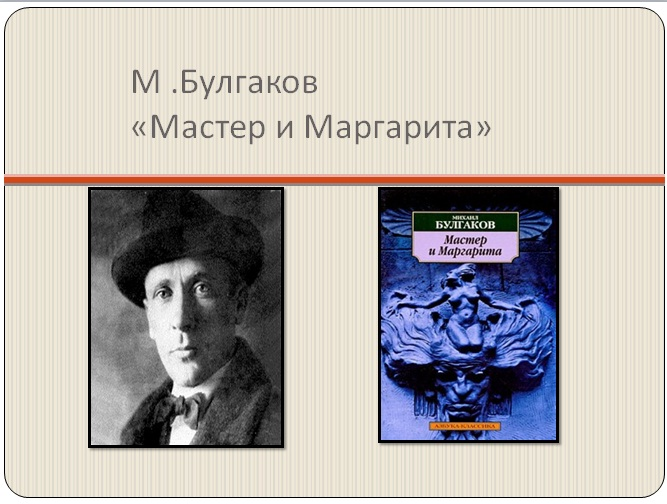 М .Булгаков
«Мастер и Маргарита»
МИХАИЛ
БУЛГАКОВ
Мастер
и Маргарита
АЗБУКА-КЛАССИКА